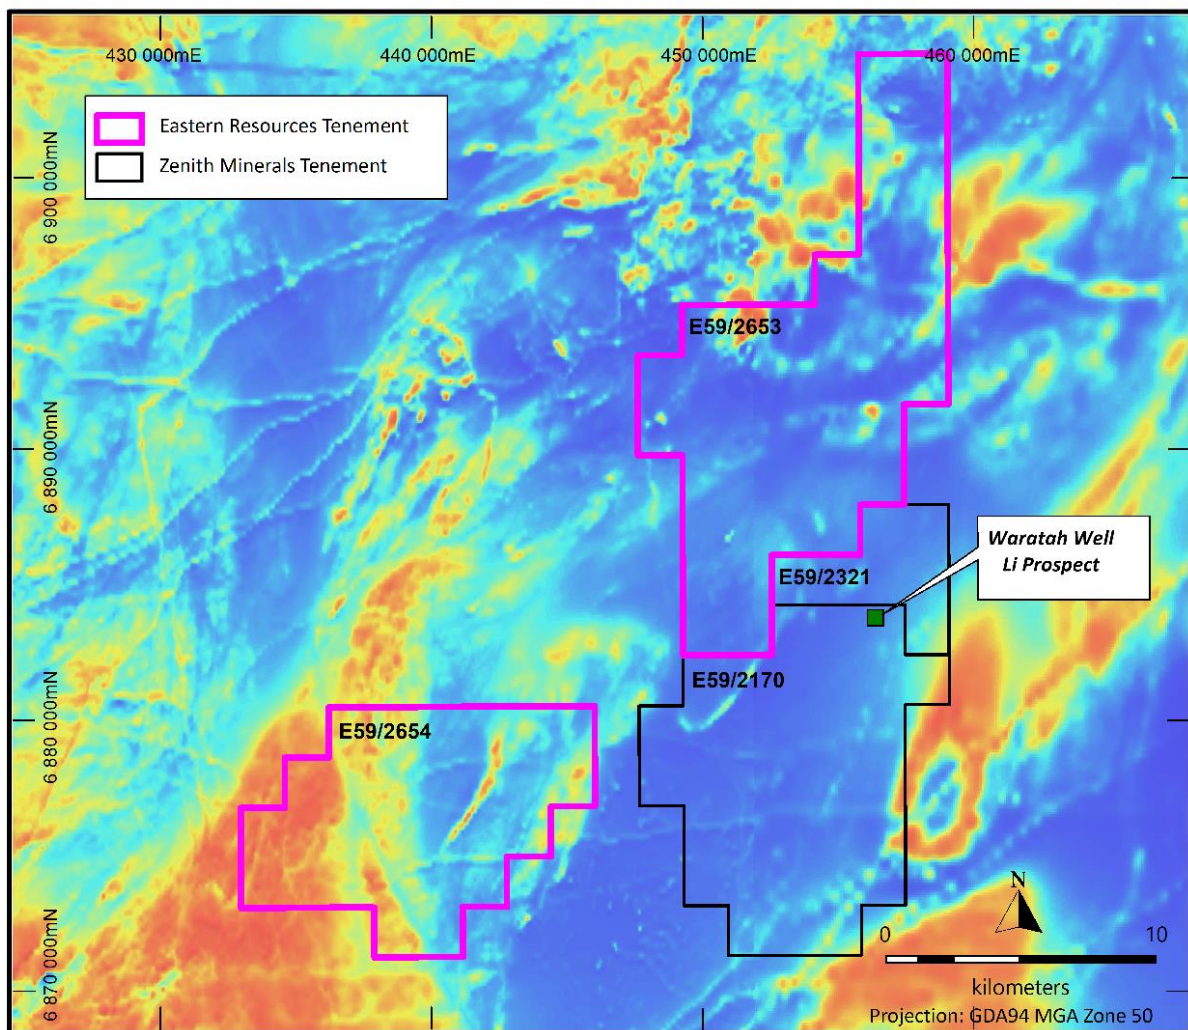 430 000mE
440 000mE
450 000mE
460 000mE
Eastern Resources Tenement
Zenith Minerals Tenement
6 900 000mN
E59/2653
6 890 000mN
Waratah Well
Li Prospect
E59/2321
E59/2170
E59/2654
6 880 000mN
N
0
10
kilometers
6 870 000mN
Projection: GDA94 MGA Zone 50